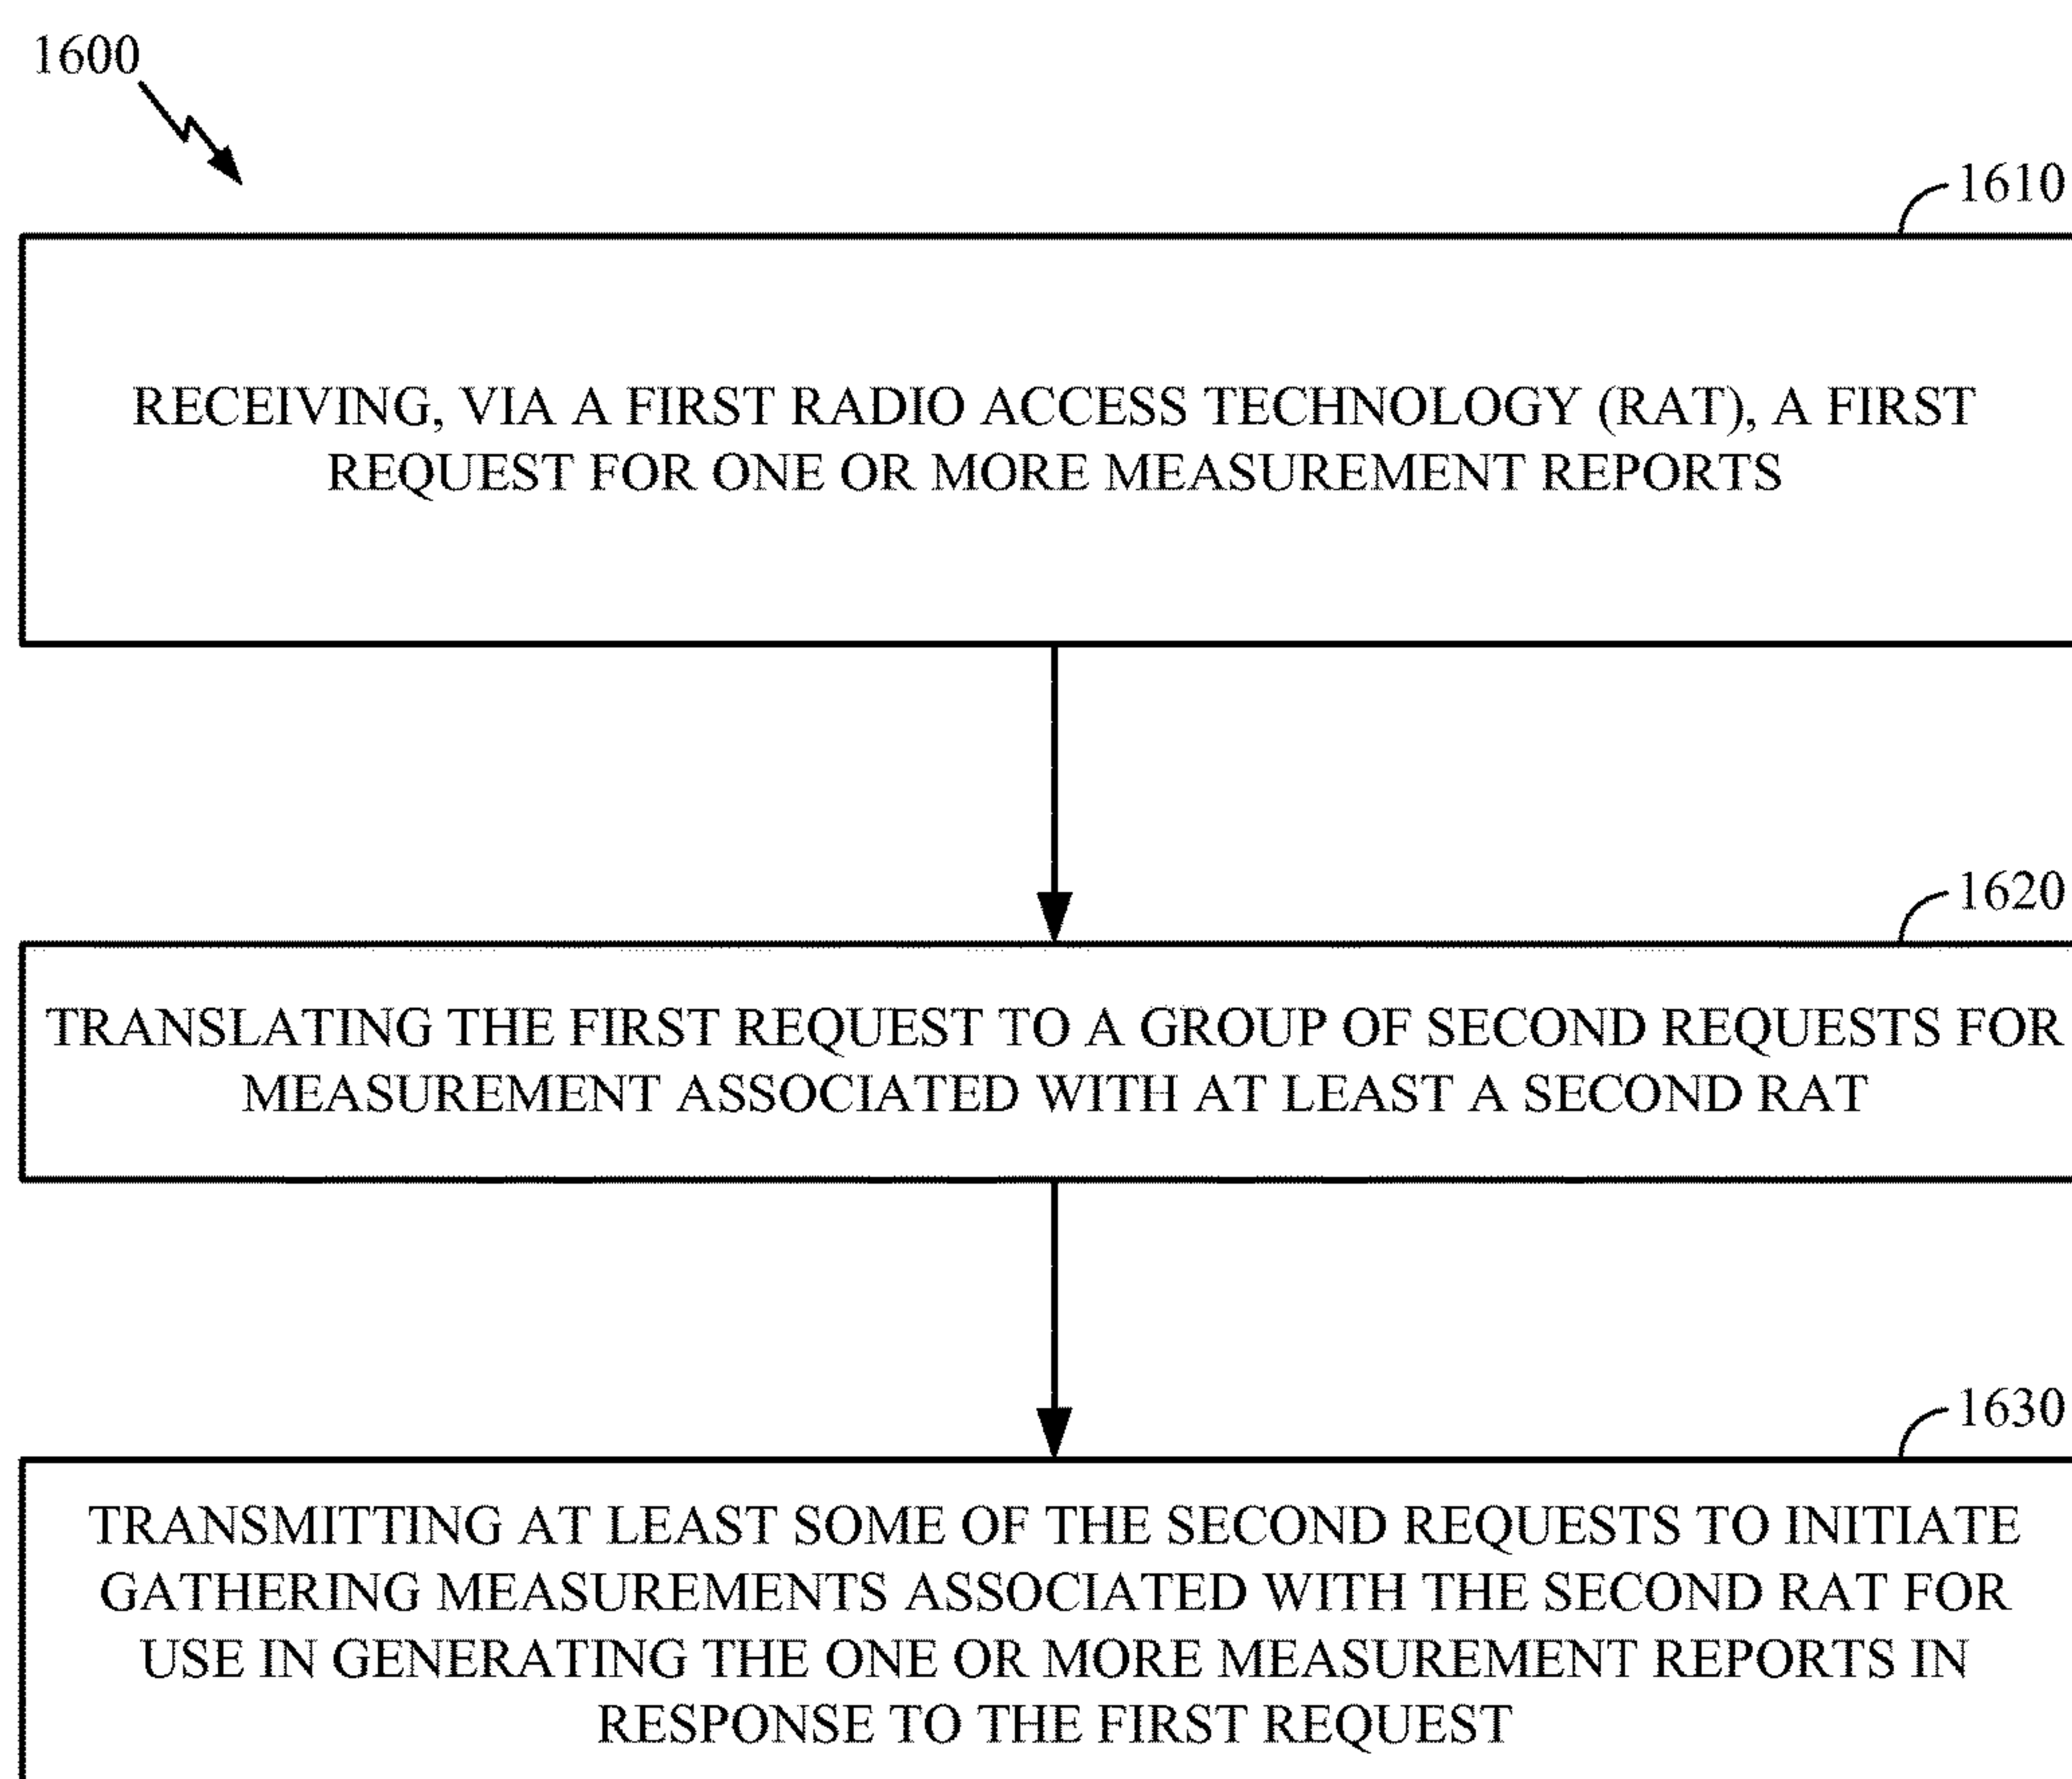 1600
1610
RECEIVING, VIA A FIRST RADIO ACCESS TECHNOLOGY (RAT), A FIRST
REQUEST FOR ONE OR MORE MEASUREMENT REPORTS
1620
TRANSLATING THE FIRST REQUEST TO A GROUP OF SECOND REQUESTS FOR
MEASUREMENT ASSOCIATED WITH AT LEAST A SECOND RAT
1630
TRANSMITTING AT LEAST SOME OF THE SECOND REQUESTS TO INITIATE
GATHERING MEASUREMENTS ASSOCIATED WITH THE SECOND RAT FOR
USE IN GENERATING THE ONE OR MORE MEASUREMENT REPORTS IN
RESPONSE TO THE FIRST REQUEST